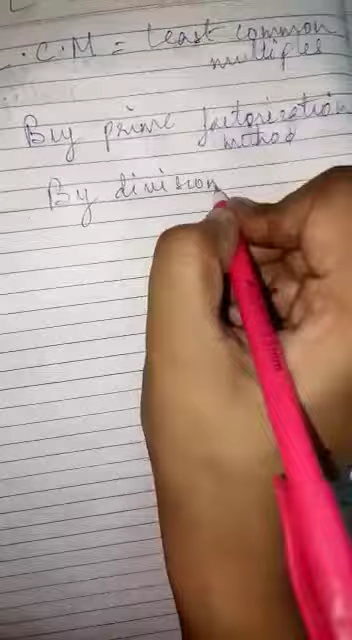 L.C.M = Least common
multiples
By prime factorization
method
By division